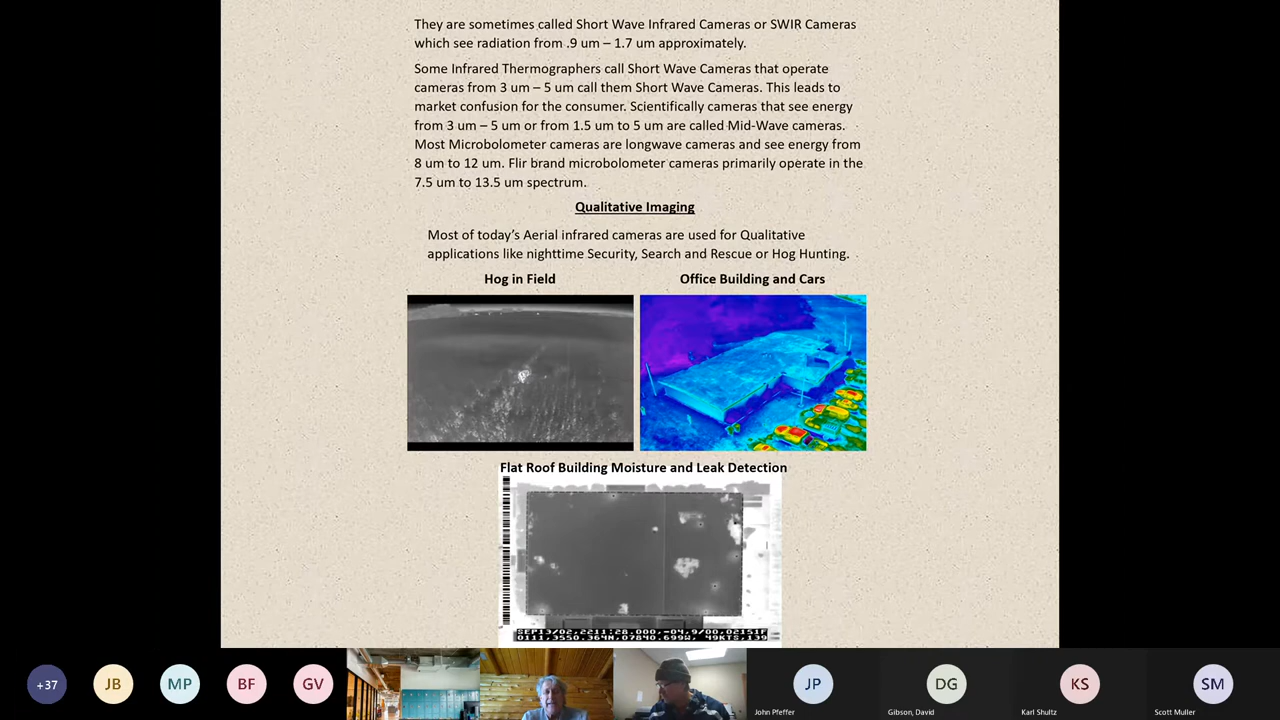 They are sometimes called Short Wave Infrared Cameras or SWIR Cameras
which see radiation from .9 um – 1.7 um approximately.
Some Infrared Thermographers call Short Wave Cameras that operate
cameras from 3 um – 5 um call them Short Wave Cameras. This leads to
market confusion for the consumer. Scientifically cameras that see energy
from 3 um – 5 um or from 1.5 um to 5 um are called Mid-Wave cameras.
Most Microbolometer cameras are longwave cameras and see energy from
8 um to 12 um. Flir brand microbolometer cameras primarily operate in the
7.5 um to 13.5 um spectrum.
Qualitative Imaging
Most of today's Aerial infrared cameras are used for Qualitative
applications like nighttime Security, Search and Rescue or Hog Hunting.
Hog in Field
Office Building and Cars
Flat Roof Building Moisture and Leak Detection
+37
JB
MP
BF
GV
JP
DG
KS
SM
John Pfeffer
Gibson, David
Karl Shultz
Scott Muller